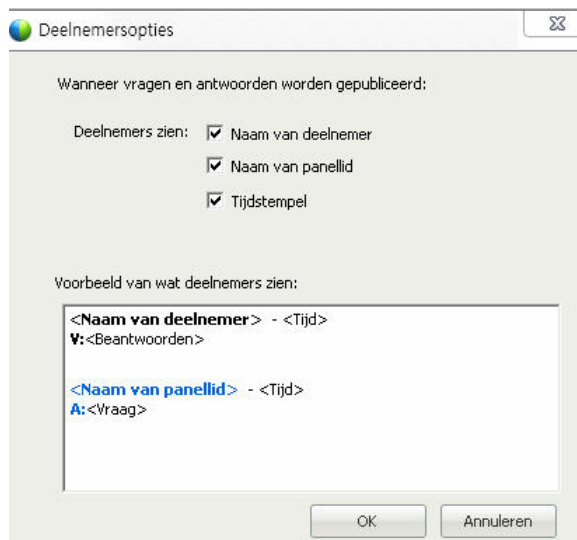 Deelnemersopties
Wanneer vragen en antwoorden worden gepubliceerd:
Deelnemers zien: Naam van deelnemer
Naam van panellid
Tijdstempel
Voorbeeld van wat deelnemers zien:
<Naam van deelnemer> - <Tijd>
V:<Beantwoorden>
<Naam van panellid> - <Tijd>
A:<Vraag>
OK Annuleren